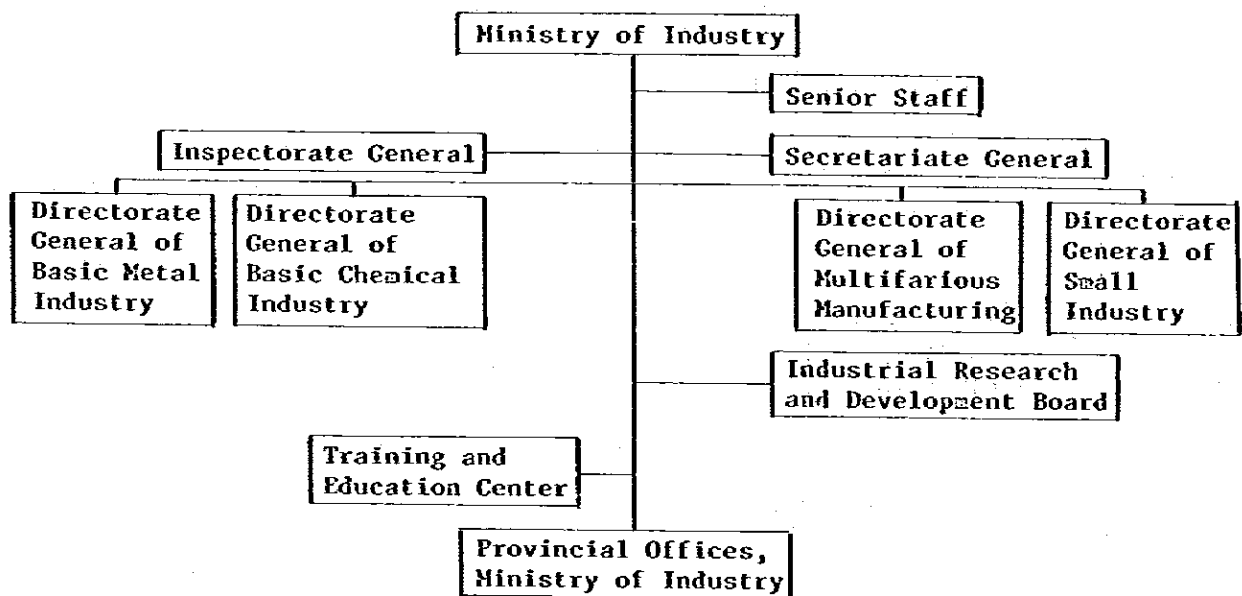 Ministry of Industry
Senior Staff
Inspectorate General
Secretariate General
Directorate
General of
Basic Metal
Industry
Directorate
General of
Basic Chemical
Industry
Directorate
General of
Multifarious
Manufacturing
Directorate
General of
Small
Industry
Industrial Research
and Development Board
Training and
Education Center
Provincial Offices,
Ministry of Industry